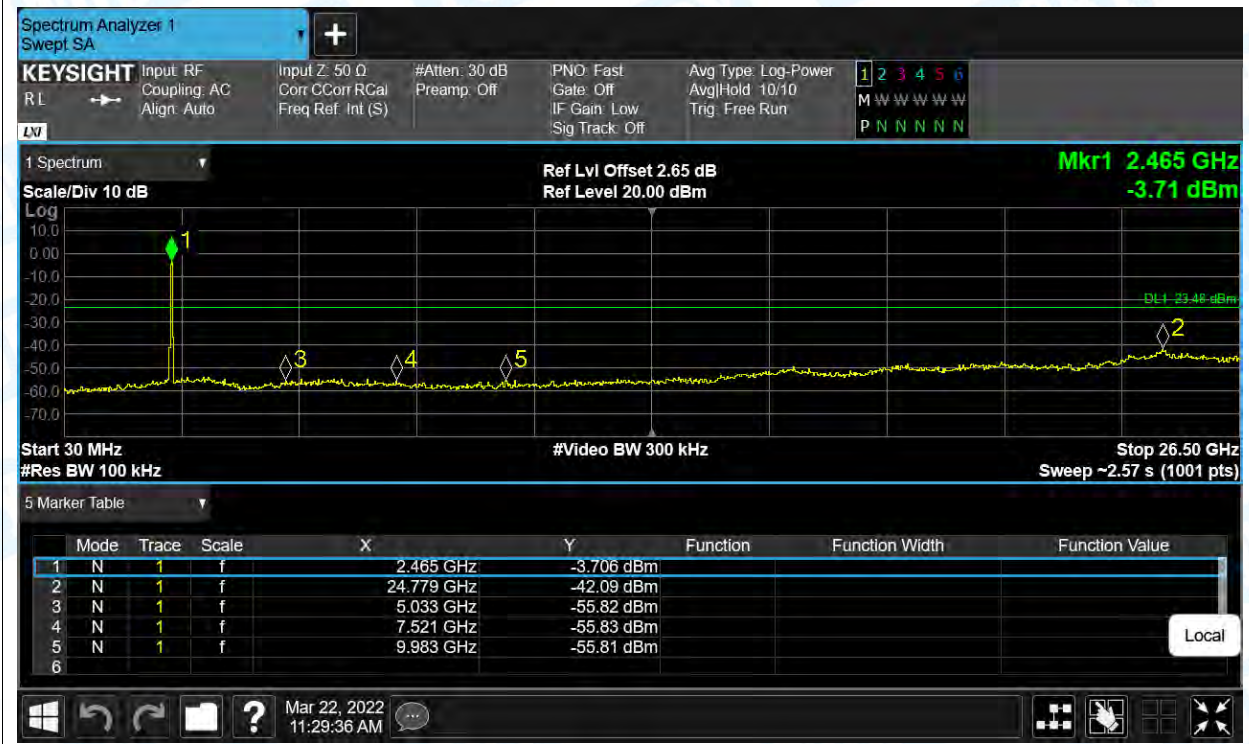 Spectrum Analyzer 1
Swept SA
+
KEYSIGHT Input: RF Input Z: 50 Ω #Atten: 30 dB PNO: Fast Avg Type: Log-Power 1 2 3 4 5 6
R L Coupling: AC Corr CCorr RCal Preamp: Off Gate: Off Avg|Hold: 10/10 M W W W W W W
Align: Auto Freq Ref: Int (S) IF Gain: Low Trig: Free Run
LXI Sig Track: Off P N N N N N N
1 Spectrum Ref Lvl Offset 2.65 dB Mkr1 2.465 GHz
Scale/Div 10 dB Ref Level 20.00 dBm -3.71 dBm
Log
10.0
1
0.00
-10.0
-20.0
DL1 -23.48 dBm
-30.0
2
-40.0
3 4 5
-50.0
-60.0
-70.0
Start 30 MHz #Video BW 300 kHz Stop 26.50 GHz
#Res BW 100 kHz Sweep ~2.57 s (1001 pts)
5 Marker Table
Mode Trace Scale X Y Function Function Width Function Value
1 N 1 f 2.465 GHz -3.706 dBm
2 N 1 f 24.779 GHz -42.09 dBm
3 N 1 f 5.033 GHz -55.82 dBm
4 N 1 f 7.521 GHz -55.83 dBm
5 N 1 f 9.983 GHz -55.81 dBm
6
Local
? Mar 22, 2022
11:29:36 AM